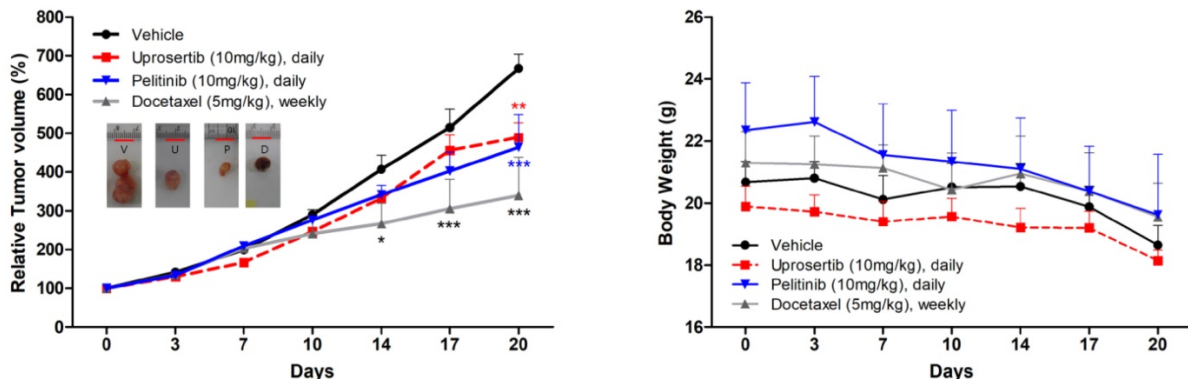 800
700
600
500
400
300
200
100
0
Relative Tumor volume (%)
Vehicle
Uprosertib (10mg/kg), daily
Pelitinib (10mg/kg), daily
Docetaxel (5mg/kg), weekly
V
U
P
D
**
***
***
***
*
0 3 7 10 14 17 20
Days
26
24
22
20
18
16
Body Weight (g)
Vehicle
Uprosertib (10mg/kg), daily
Pelitinib (10mg/kg), daily
Docetaxel (5mg/kg), weekly
0 3 7 10 14 17 20
Days